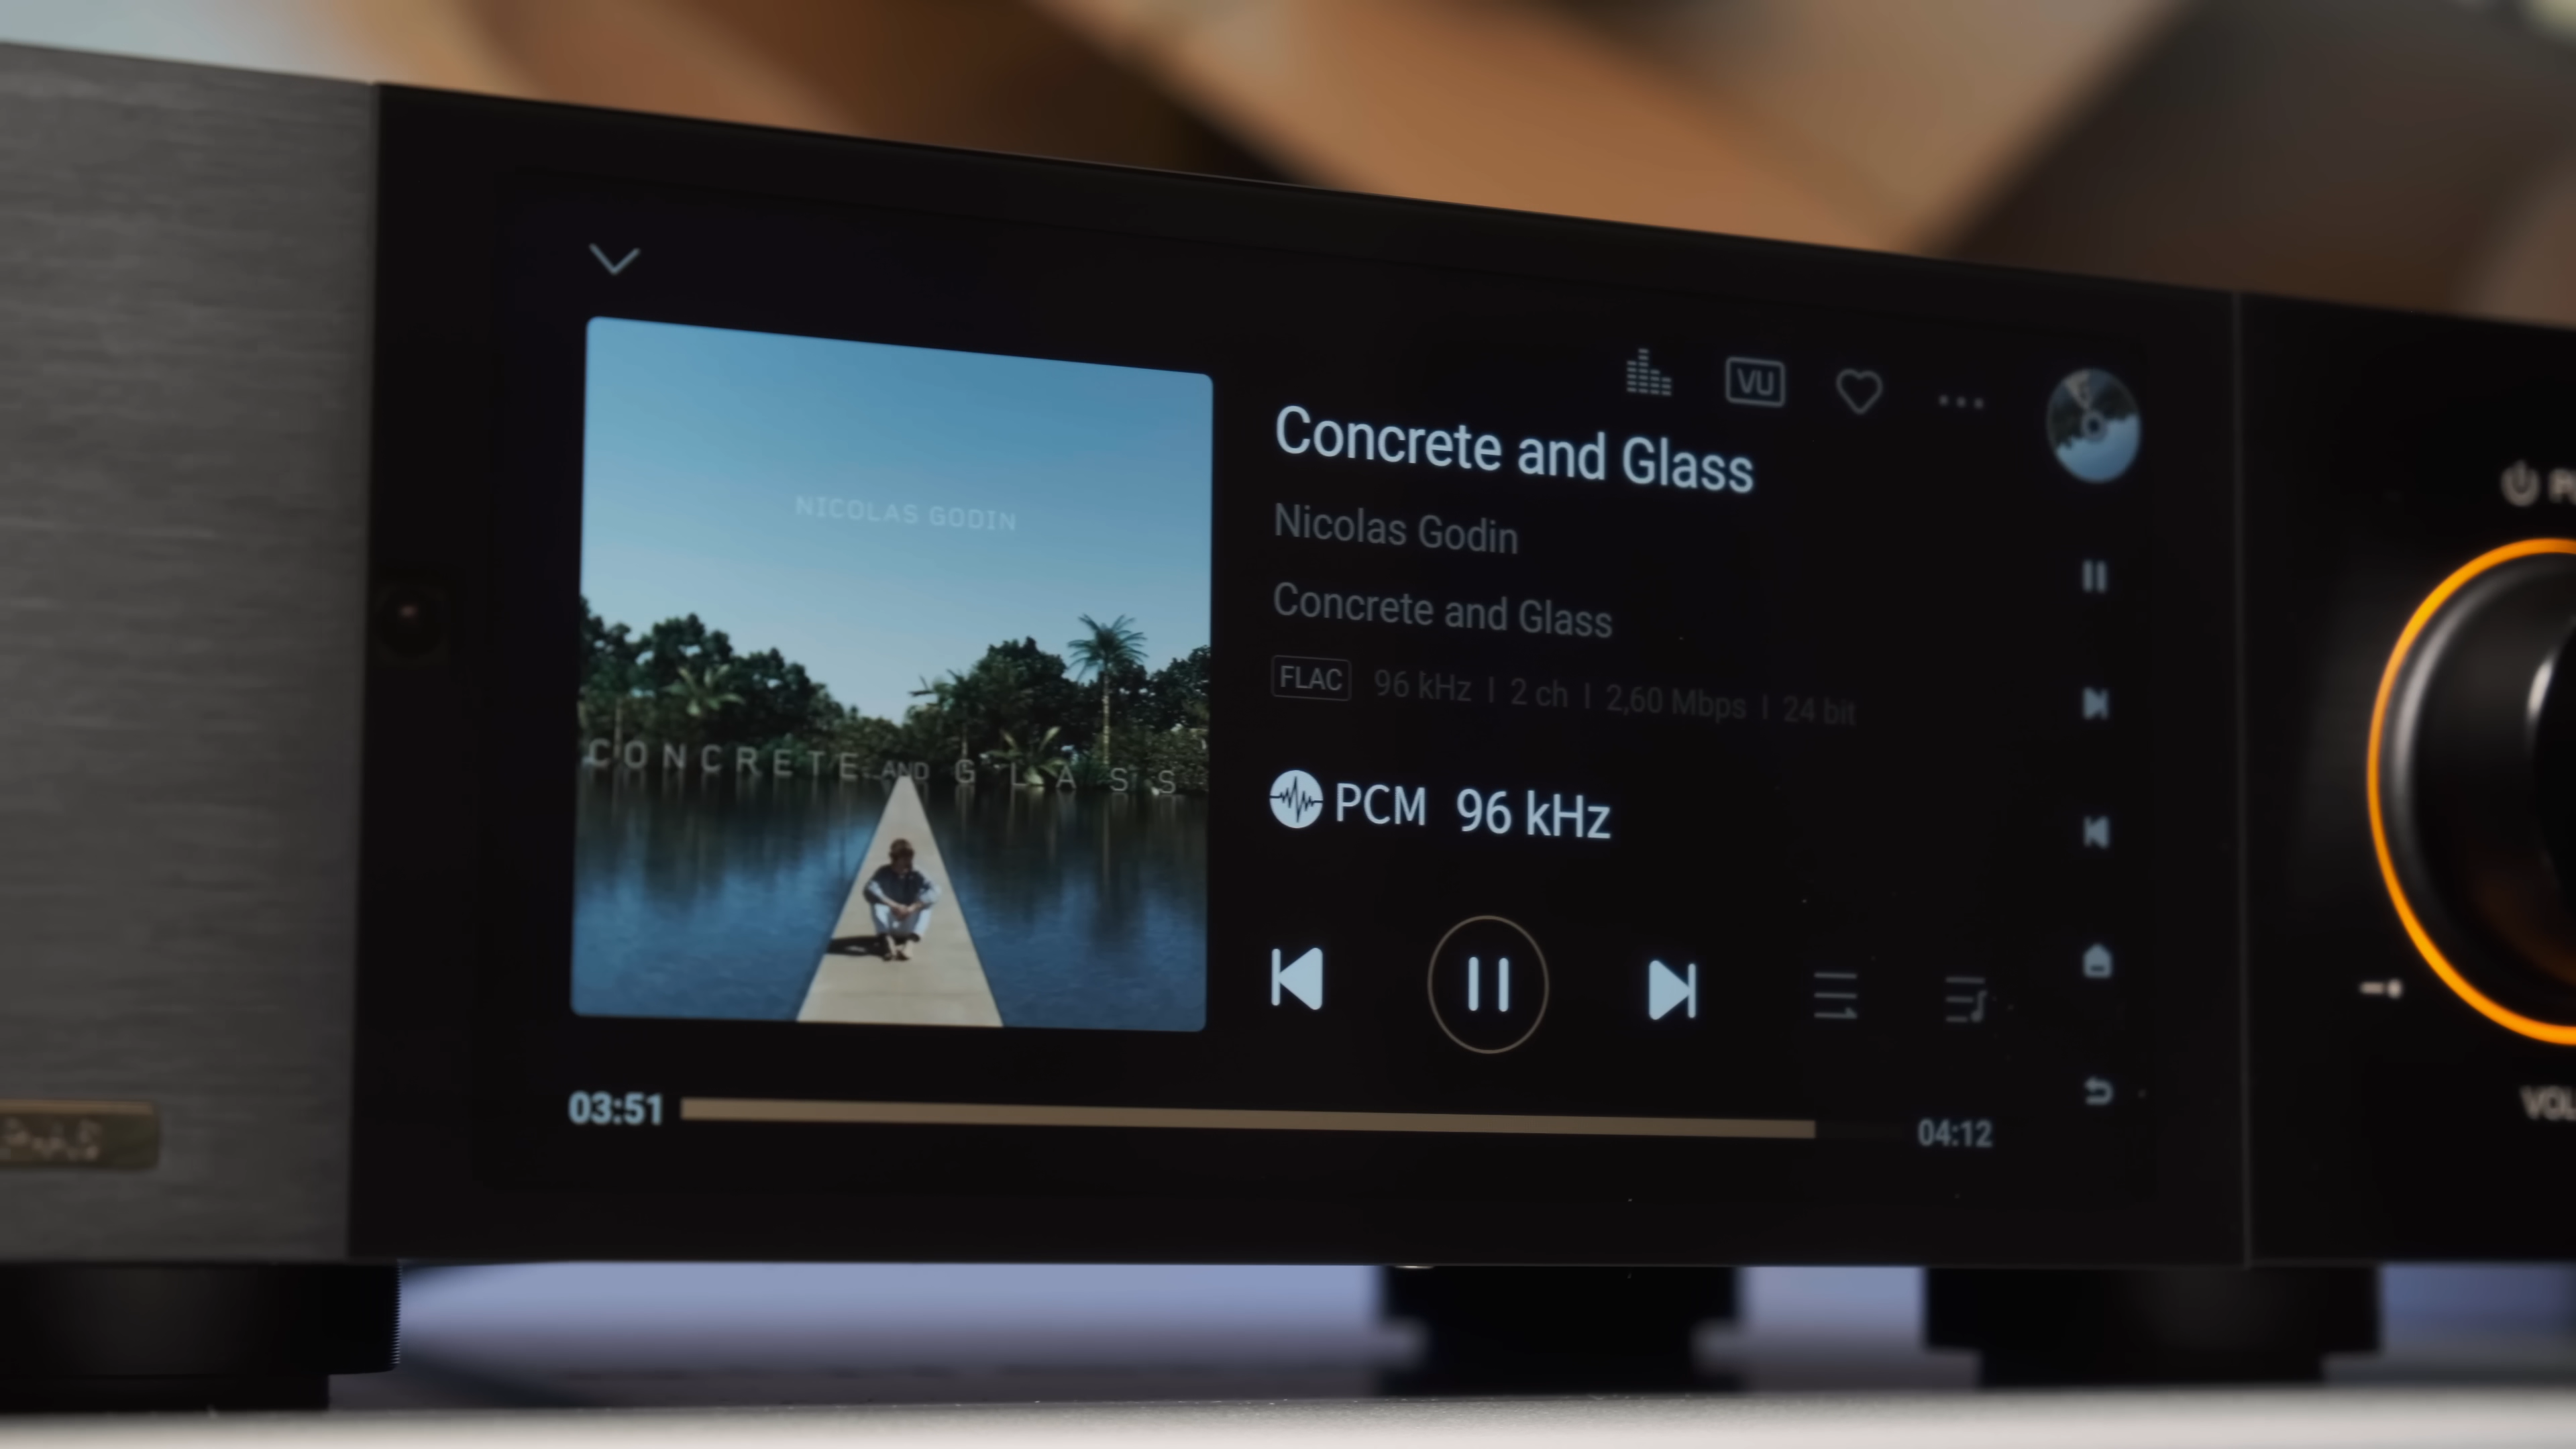 NICOLAS GODIN
CONCRETE AND GLASS
VU
Concrete and Glass
Nicolas Godin
Concrete and Glass
FLAC 96 kHz | 2 ch | 2,60 Mbps | 24 bit
PCM 96 kHz
03:51
04:12